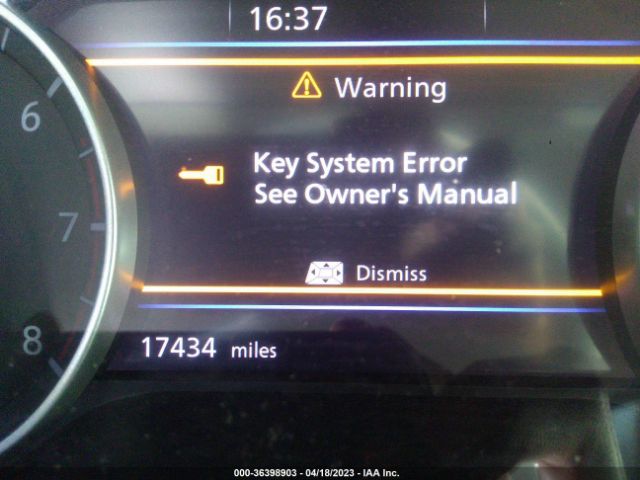 16:37
Warning
Key System Error
See Owner's Manual
Dismiss
6
7
8
17434 miles
000-36398903 - 04/18/2023 - IAA Inc.